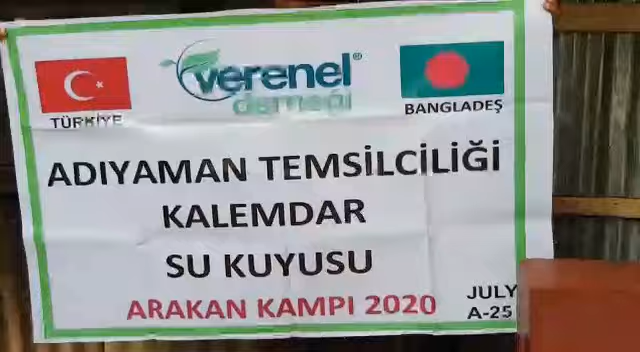 verenel®
derneği
TÜRKİYE
BANGLADEŞ
ADIYAMAN TEMSİLCİLİĞİ
KALEMDAR
SU KUYUSU
ARAKAN KAMPI 2020
JULY
A-25